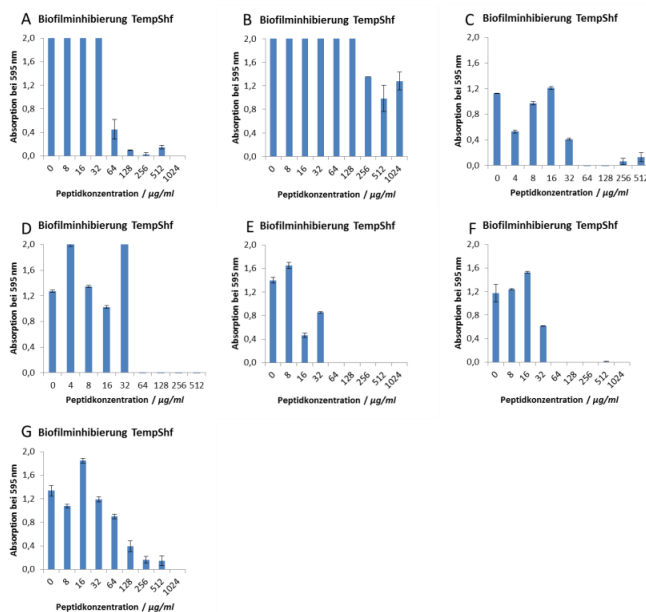 A Biofilminhibierung TempShf
Absorption bei 595 nm
2,0
1,6
1,2
0,8
0,4
0,0
0 8 16 32 64 128 256 512 1024
Peptidkonzentration / µg/ml
B Biofilminhibierung TempShf
Absorption bei 595 nm
2,0
1,6
1,2
0,8
0,4
0,0
0 8 16 32 64 128 256 512 1024
Peptidkonzentration / µg/ml
C Biofilminhibierung TempShf
Absorption bei 595 nm
2,0
1,6
1,2
0,8
0,4
0,0
0 4 8 16 32 64 128 256 512
Peptidkonzentration / µg/ml
D Biofilminhibierung TempShf
Absorption bei 595 nm
2,0
1,6
1,2
0,8
0,4
0,0
0 4 8 16 32 64 128 256 512
Peptidkonzentration / µg/ml
E Biofilminhibierung TempShf
Absorption bei 595 nm
2,0
1,6
1,2
0,8
0,4
0,0
0 8 16 32 64 128 256 512 1024
Peptidkonzentration / µg/ml
F Biofilminhibierung TempShf
Absorption bei 595 nm
2,0
1,6
1,2
0,8
0,4
0,0
0 8 16 32 64 128 256 512 1024
Peptidkonzentration / µg/ml
G Biofilminhibierung TempShf
Absorption bei 595 nm
2,0
1,6
1,2
0,8
0,4
0,0
0 8 16 32 64 128 256 512 1024
Peptidkonzentration / µg/ml